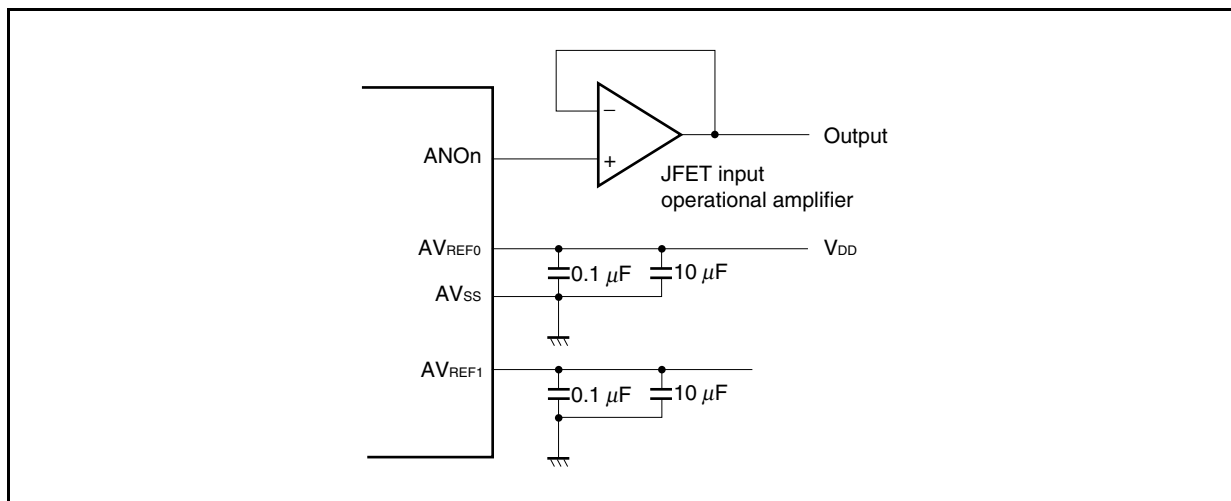 −
ANOn
+
Output
JFET input
operational amplifier
AVREF0
VDD
0.1 μF
10 μF
AVSS
AVREF1
0.1 μF
10 μF